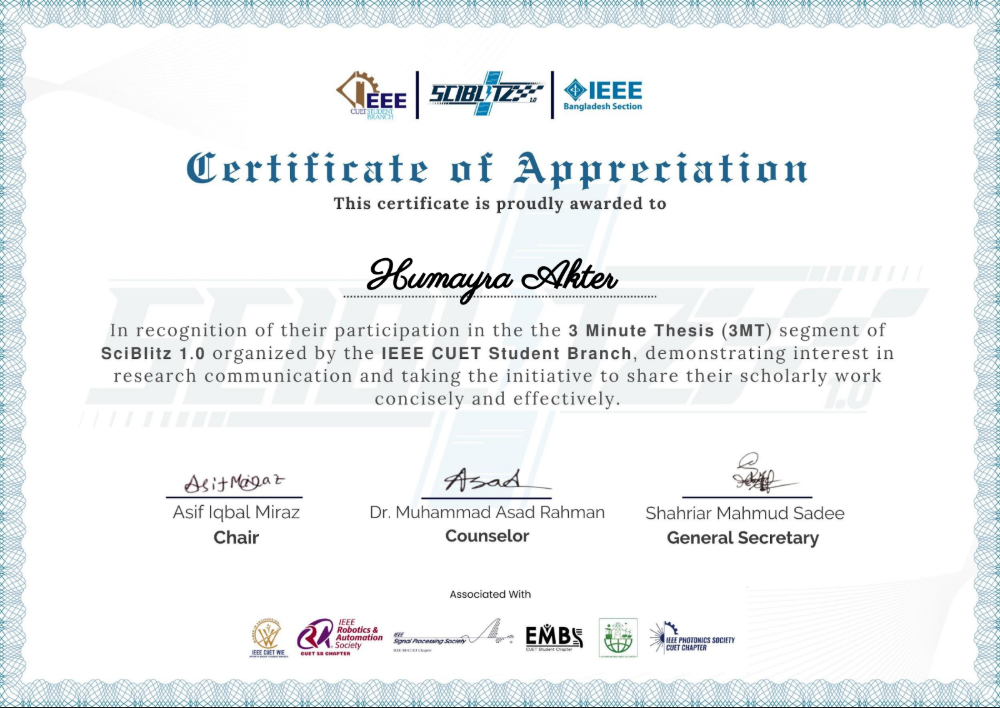 IEEE
CUET STUDENT
BRANCH
SCIBLITZ
1.0
IEEE
Bangladesh Section
Certificate of Appreciation
This certificate is proudly awarded to
Humayra Akter
In recognition of their participation in the the 3 Minute Thesis (3MT) segment of
SciBlitz 1.0 organized by the IEEE CUET Student Branch, demonstrating interest in
research communication and taking the initiative to share their scholarly work
concisely and effectively.
SCIBLITZ
1.0
Asif Miraz
Asad
Asif Iqbal Miraz
Dr. Muhammad Asad Rahman
Shahriar Mahmud Sadee
Chair
Counselor
General Secretary
Associated With
IEEE CUET WIE
IEEE
Robotics &
Automation
Society
CUET SB CHAPTER
IEEE
Signal Processing Society
EMBS
CUET Student Chapter
IEEE PHOTONICS SOCIETY
CUET CHAPTER